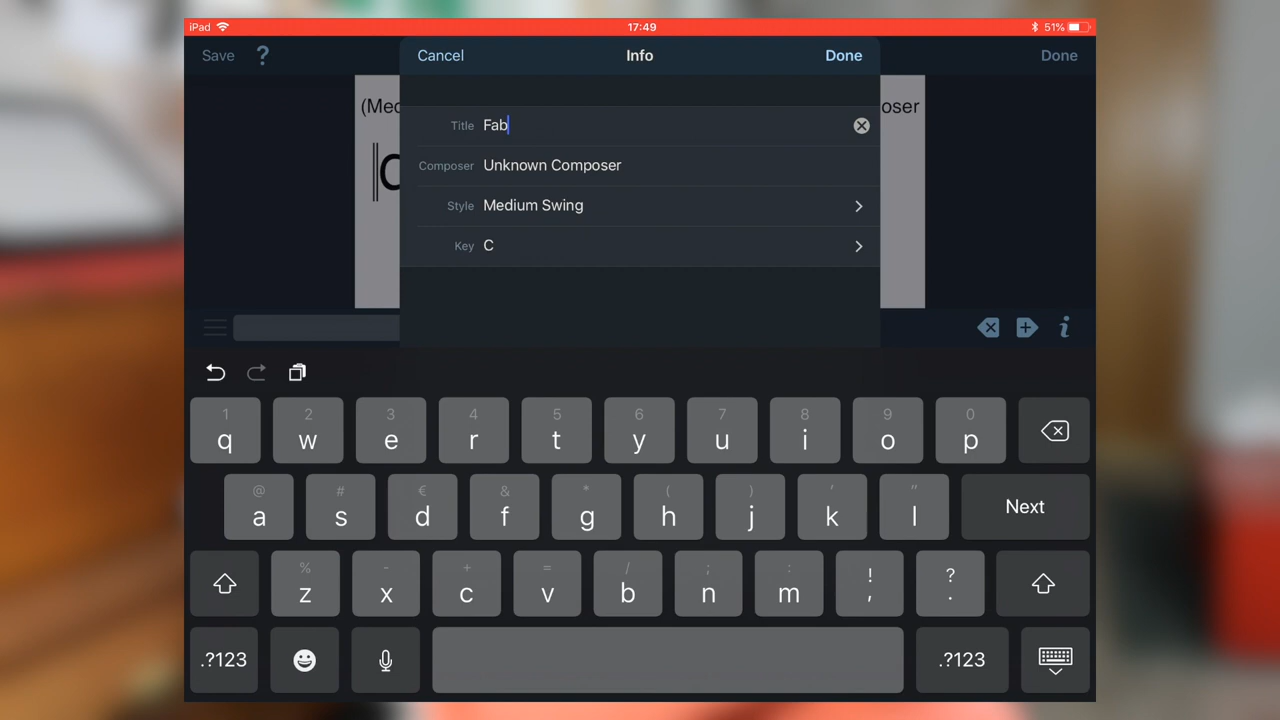 iPad 17:49 51%
Save ? Cancel Info Done Done
(Med oser
Title Fab
Composer Unknown Composer
C
Style Medium Swing
Key C
i
1 2 3 4 5 6 7 8 9 0
q w e r t y u i o p
@ # € & * ( ) ' "
a s d f g h j k l Next
% - + = / ; : ! ?
z x c v b n m , .
.?123 .?123